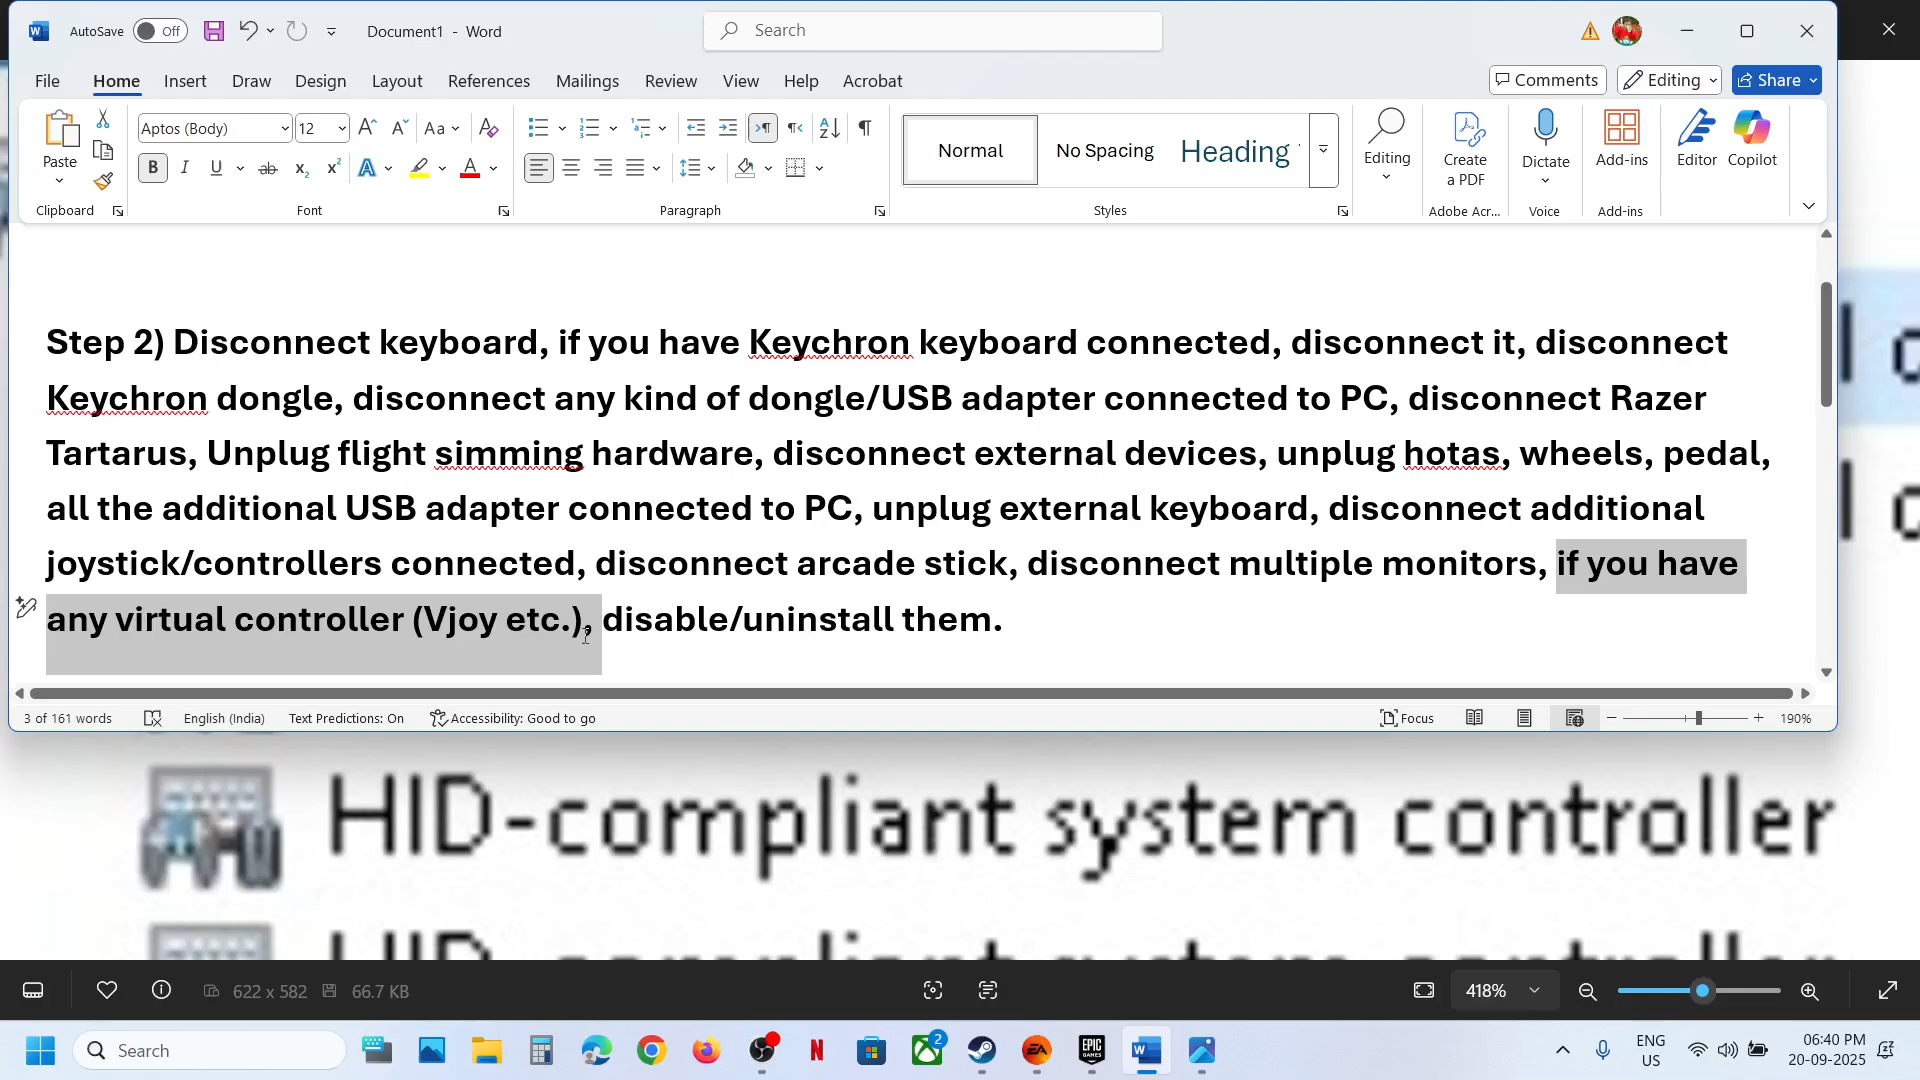 AutoSave Off Document1 - Word Search
File Home Insert Draw Design Layout References Mailings Review View Help Acrobat Comments Editing Share
Paste Aptos (Body) 12 Normal No Spacing Heading Editing Create a PDF Dictate Add-ins Editor Copilot
Clipboard Font Paragraph Styles Adobe Acr... Voice Add-ins
Step 2) Disconnect keyboard, if you have Keychron keyboard connected, disconnect it, disconnect
Keychron dongle, disconnect any kind of dongle/USB adapter connected to PC, disconnect Razer
Tartarus, Unplug flight simming hardware, disconnect external devices, unplug hotas, wheels, pedal,
all the additional USB adapter connected to PC, unplug external keyboard, disconnect additional
joystick/controllers connected, disconnect arcade stick, disconnect multiple monitors, if you have
any virtual controller (Vjoy etc.), disable/uninstall them.
3 of 161 words English (India) Text Predictions: On Accessibility: Good to go Focus 190%
HID-compliant system controller
622 x 582 66.7 KB 418%
Search 2 ENG US 06:40 PM 20-09-2025